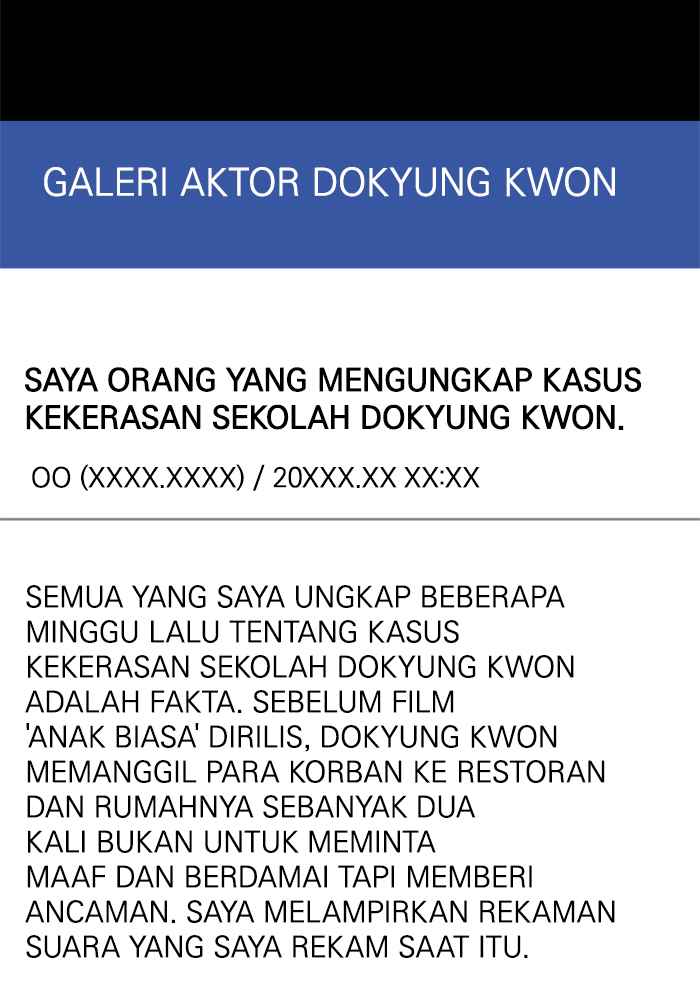 GALERI AKTOR DOKYUNG KWON
SAYA ORANG YANG MENGUNGKAP KASUS
KEKERASAN SEKOLAH DOKYUNG KWON.
OO (XXXX.XXXX) / 20XXX.XX XX:XX
SEMUA YANG SAYA UNGKAP BEBERAPA
MINGGU LALU TENTANG KASUS
KEKERASAN SEKOLAH DOKYUNG KWON
ADALAH FAKTA. SEBELUM FILM
'ANAK BIASA' DIRILIS, DOKYUNG KWON
MEMANGGIL PARA KORBAN KE RESTORAN
DAN RUMAHNYA SEBANYAK DUA
KALI BUKAN UNTUK MEMINTA
MAAF DAN BERDAMAI TAPI MEMBERI
ANCAMAN. SAYA MELAMPIRKAN REKAMAN
SUARA YANG SAYA REKAM SAAT ITU.